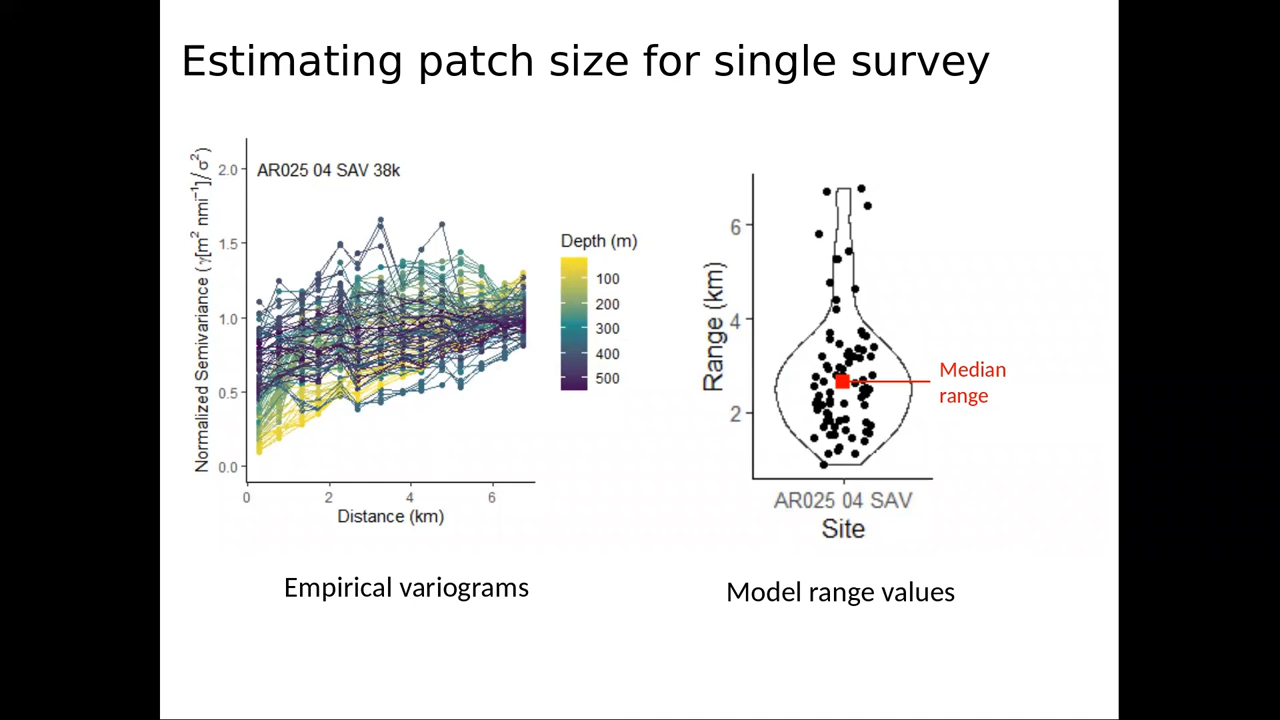 Estimating patch size for single survey
Normalized Semivariance (γ[m² nmi⁻¹]/σ²)
2.0
1.5
1.0
0.5
0.0
AR025 04 SAV 38k
0 2 4 6
Distance (km)
Depth (m)
100
200
300
400
500
Empirical variograms
Range (km)
6
4
2
Median
range
AR025 04 SAV
Site
Model range values